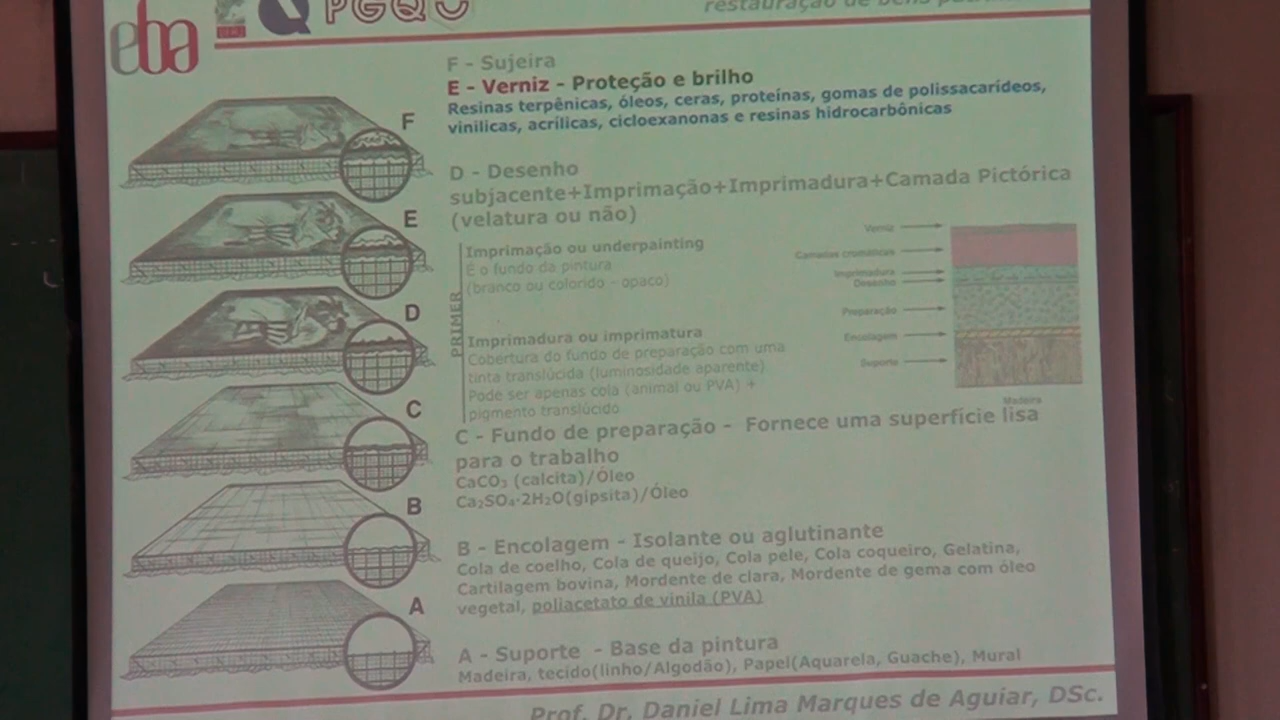 eba
PGQU
restauração de bens
F - Sujeira
E - Verniz - Proteção e brilho
Resinas terpênicas, óleos, ceras, proteínas, gomas de polissacarídeos,
vinilicas, acrílicas, cicloexanonas e resinas hidrocarbônicas
D - Desenho
subjacente+Imprimação+Imprimadura+Camada Pictórica
(velatura ou não)
PRIMER
Imprimação ou underpainting
É o fundo da pintura
(branco ou colorido - opaco)
Imprimadura ou imprimatura
Cobertura do fundo de preparação com uma
tinta translúcida (luminosidade aparente)
Pode ser apenas cola (animal ou PVA) +
pigmento translúcido
Verniz
Camadas cromáticas
Imprimadura
Desenho
Preparação
Encolagem
Suporte
Madeira
C - Fundo de preparação - Fornece uma superfície lisa
para o trabalho
CaCO₃ (calcita)/Óleo
Ca₂SO₄·2H₂O(gipsita)/Óleo
B - Encolagem - Isolante ou aglutinante
Cola de coelho, Cola de queijo, Cola pele, Cola coqueiro, Gelatina,
Cartilagem bovina, Mordente de clara, Mordente de gema com óleo
vegetal, poliacetato de vinila (PVA)
A - Suporte - Base da pintura
Madeira, tecido(linho/Algodão), Papel(Aquarela, Guache), Mural
F
E
D
C
B
A
Prof. Dr. Daniel Lima Marques de Aguiar, DSc.